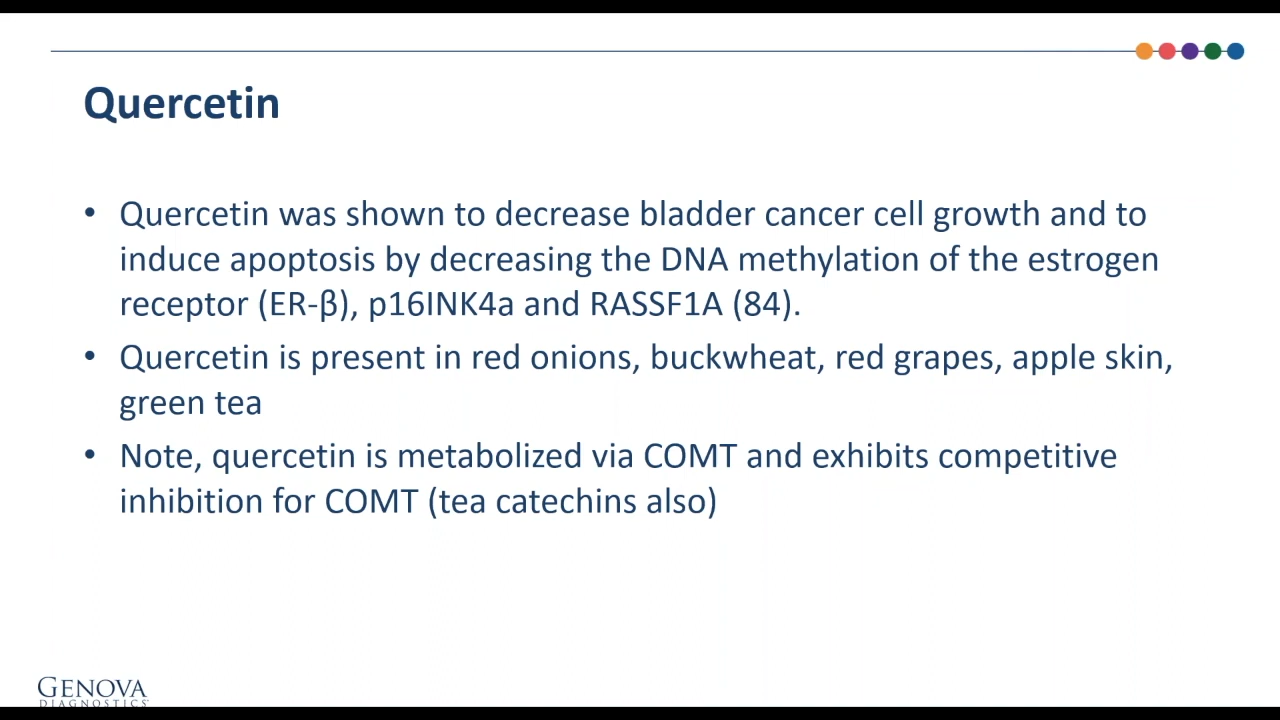 Quercetin
• Quercetin was shown to decrease bladder cancer cell growth and to
induce apoptosis by decreasing the DNA methylation of the estrogen
receptor (ER-β), p16INK4a and RASSF1A (84).
• Quercetin is present in red onions, buckwheat, red grapes, apple skin,
green tea
• Note, quercetin is metabolized via COMT and exhibits competitive
inhibition for COMT (tea catechins also)
GENOVA
DIAGNOSTICS